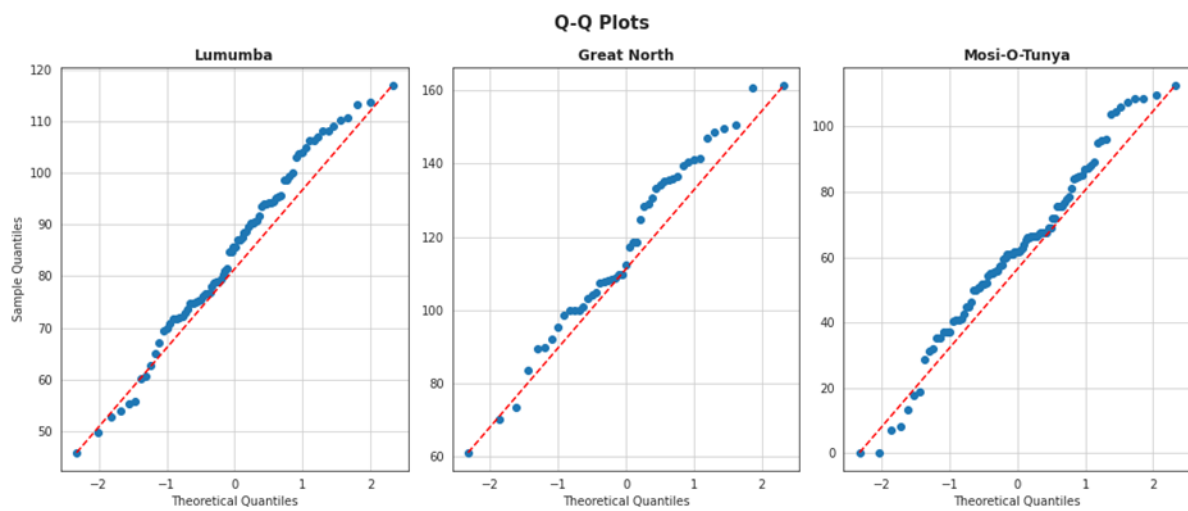 Q-Q Plots
Lumumba
Great North
Mosi-O-Tunya
Sample Quantiles
120
110
100
90
80
70
60
50
−2 −1 0 1 2
Theoretical Quantiles
160
140
120
100
80
60
−2 −1 0 1 2
Theoretical Quantiles
100
80
60
40
20
0
−2 −1 0 1 2
Theoretical Quantiles